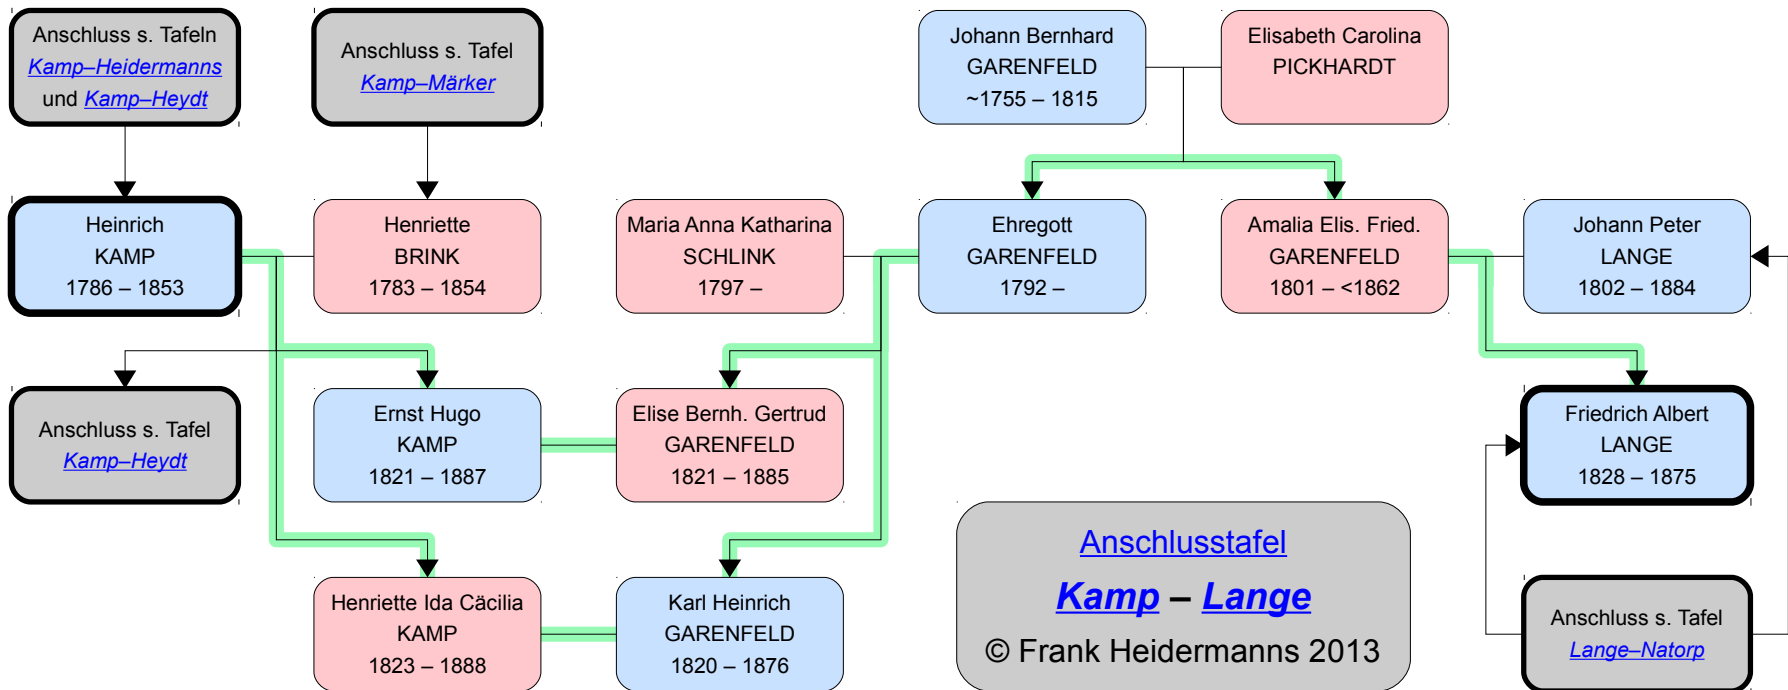 Anschluss s. Tafeln
Kamp–Heidermanns
und Kamp–Heydt
Anschluss s. Tafel
Kamp–Märker
Johann Bernhard
GARENFELD
~1755 – 1815
Elisabeth Carolina
PICKHARDT
Heinrich
KAMP
1786 – 1853
Henriette
BRINK
1783 – 1854
Maria Anna Katharina
SCHLINK
1797 –
Ehregott
GARENFELD
1792 –
Amalia Elis. Fried.
GARENFELD
1801 – <1862
Johann Peter
LANGE
1802 – 1884
Anschluss s. Tafel
Kamp–Heydt
Ernst Hugo
KAMP
1821 – 1887
Elise Bernh. Gertrud
GARENFELD
1821 – 1885
Friedrich Albert
LANGE
1828 – 1875
Henriette Ida Cäcilia
KAMP
1823 – 1888
Karl Heinrich
GARENFELD
1820 – 1876
Anschlusstafel
Kamp – Lange
© Frank Heidermanns 2013
Anschluss s. Tafel
Lange–Natorp